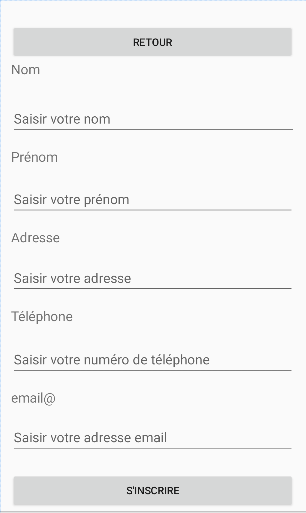 RETOUR
Nom
Saisir votre nom
Prénom
Saisir votre prénom
Adresse
Saisir votre adresse
Téléphone
Saisir votre numéro de téléphone
email@
Saisir votre adresse email
S'INSCRIRE